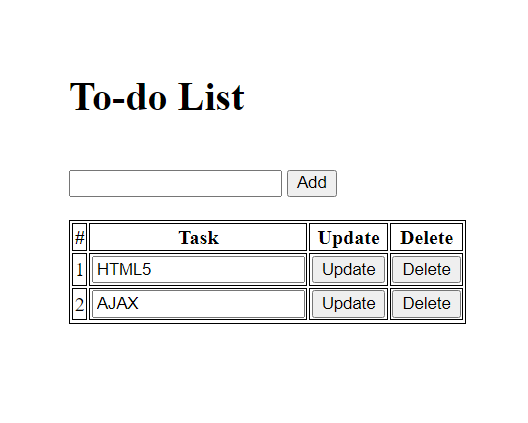 To-do List
Add
# Task Update Delete
1 HTML5 Update Delete
2 AJAX Update Delete